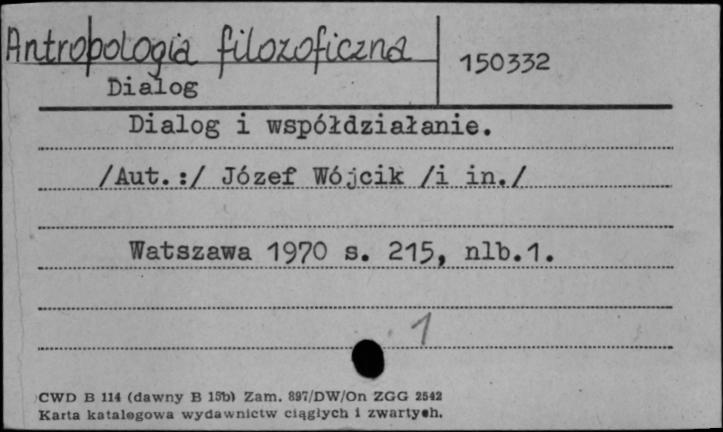 Antropologia filozoficzna
150332
Dialog
Dialog i współdziałanie.
/Aut.:/ Józef Wójcik /i in./
Watszawa 1970 s. 215, nlb.1.
1
CWD B 114 (dawny B 15b) Zam. 897/DW/On ZGG 2542
Karta katalogowa wydawnictw ciągłych i zwartych.